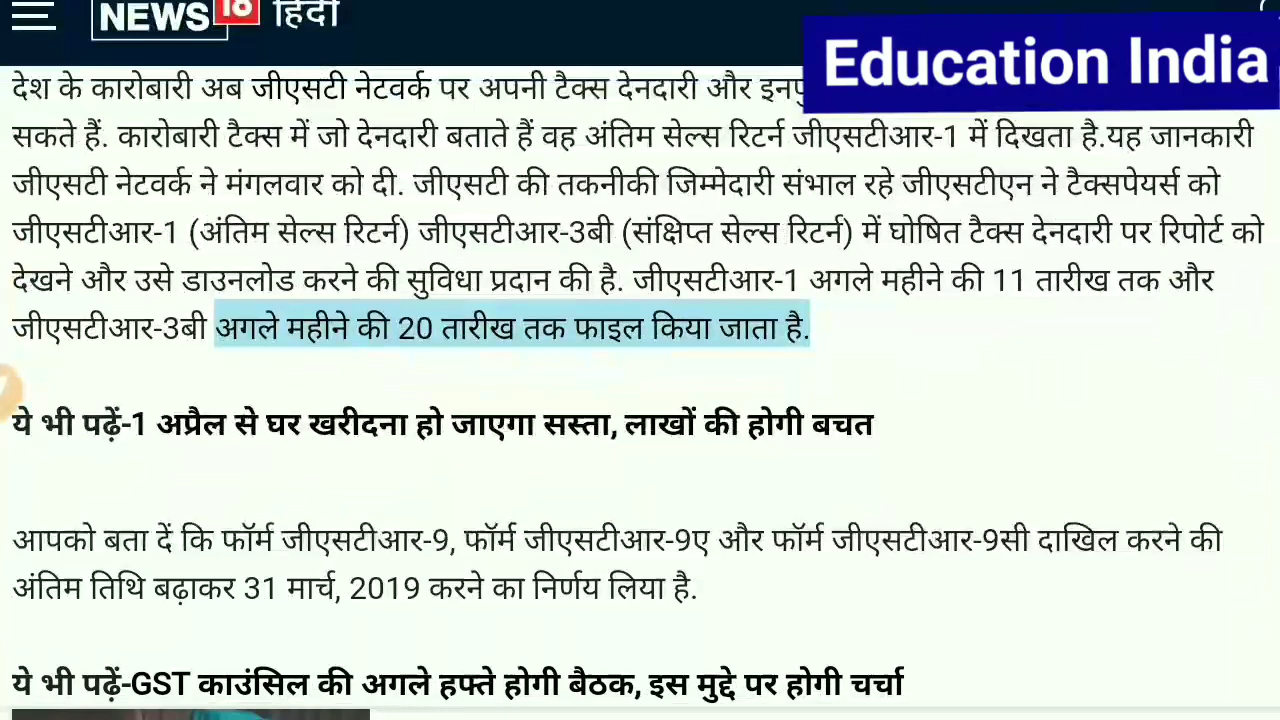 NEWS 18 हिंदी
Education India
देश के कारोबारी अब जीएसटी नेटवर्क पर अपनी टैक्स देनदारी और
सकते हैं. कारोबारी टैक्स में जो देनदारी बताते हैं वह अंतिम सेल्स रिटर्न जीएसटीआर-1 में दिखता है.यह जानकारी
जीएसटी नेटवर्क ने मंगलवार को दी. जीएसटी की तकनीकी जिम्मेदारी संभाल रहे जीएसटीएन ने टैक्सपेयर्स को
जीएसटीआर-1 (अंतिम सेल्स रिटर्न) जीएसटीआर-3बी (संक्षिप्त सेल्स रिटर्न) में घोषित टैक्स देनदारी पर रिपोर्ट को
देखने और उसे डाउनलोड करने की सुविधा प्रदान की है. जीएसटीआर-1 अगले महीने की 11 तारीख तक और
जीएसटीआर-3बी अगले महीने की 20 तारीख तक फाइल किया जाता है.
ये भी पढ़ें-1 अप्रैल से घर खरीदना हो जाएगा सस्ता, लाखों की होगी बचत
आपको बता दें कि फॉर्म जीएसटीआर-9, फॉर्म जीएसटीआर-9ए और फॉर्म जीएसटीआर-9सी दाखिल करने की
अंतिम तिथि बढ़ाकर 31 मार्च, 2019 करने का निर्णय लिया है.
ये भी पढ़ें-GST काउंसिल की अगले हफ्ते होगी बैठक, इस मुद्दे पर होगी चर्चा